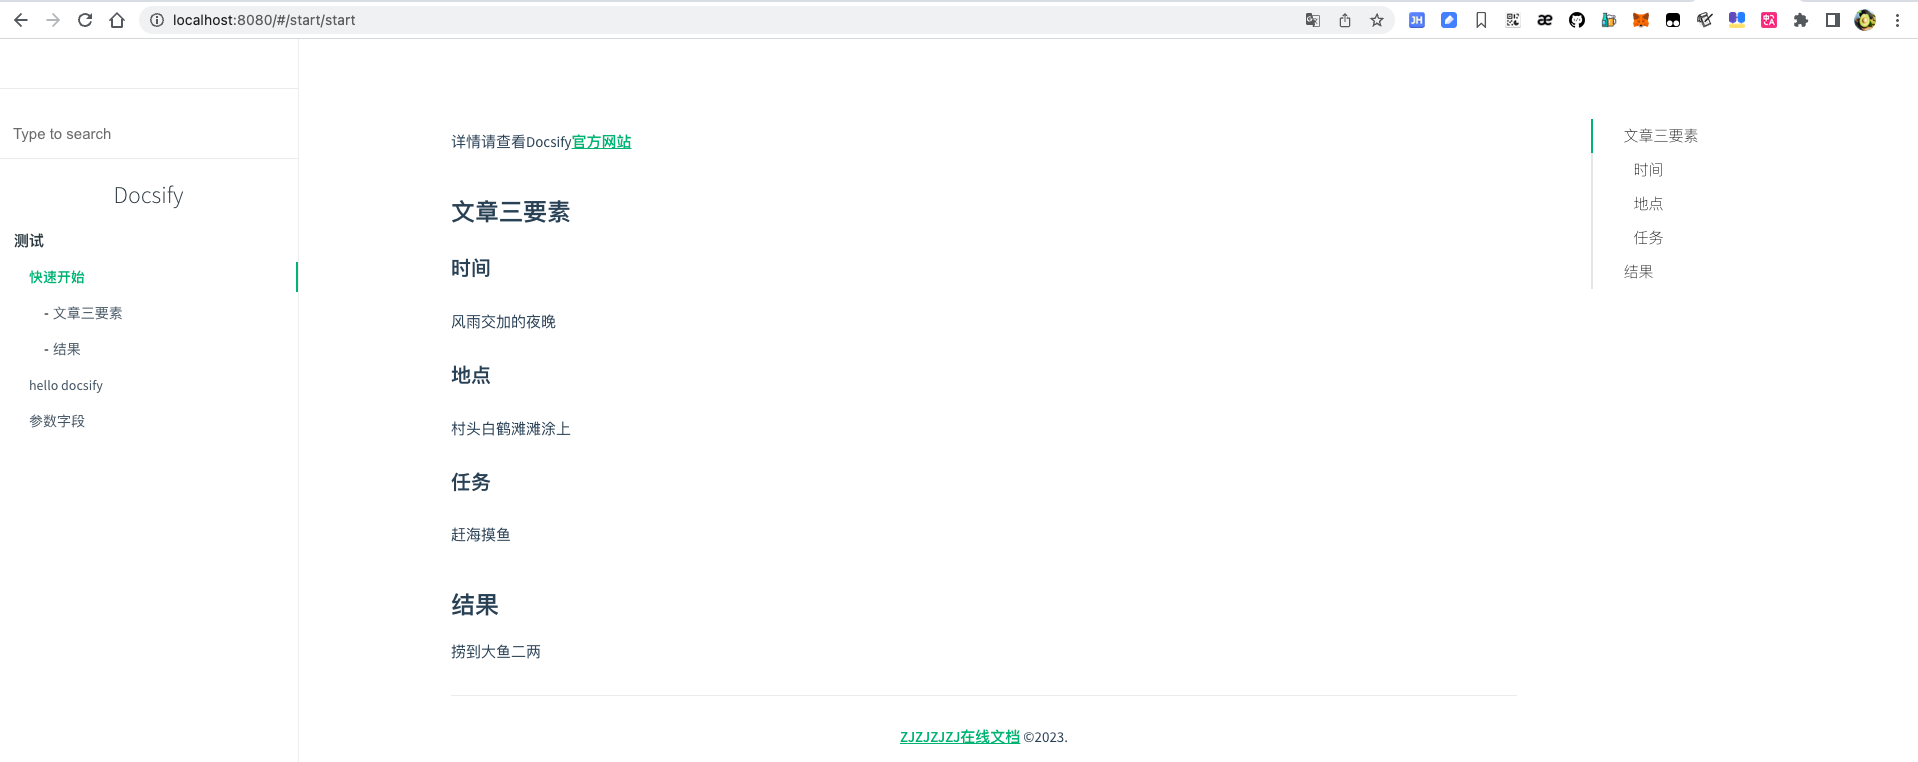 localhost:8080/#/start/start
Type to search
Docsify
测试
快速开始
- 文章三要素
- 结果
hello docsify
参数字段
详情请查看Docsify官方网站
文章三要素
时间
风雨交加的夜晚
地点
村头白鹤滩滩涂上
任务
赶海摸鱼
结果
捞到大鱼二两
ZJZJZJZJ在线文档 ©2023.
文章三要素
时间
地点
任务
结果